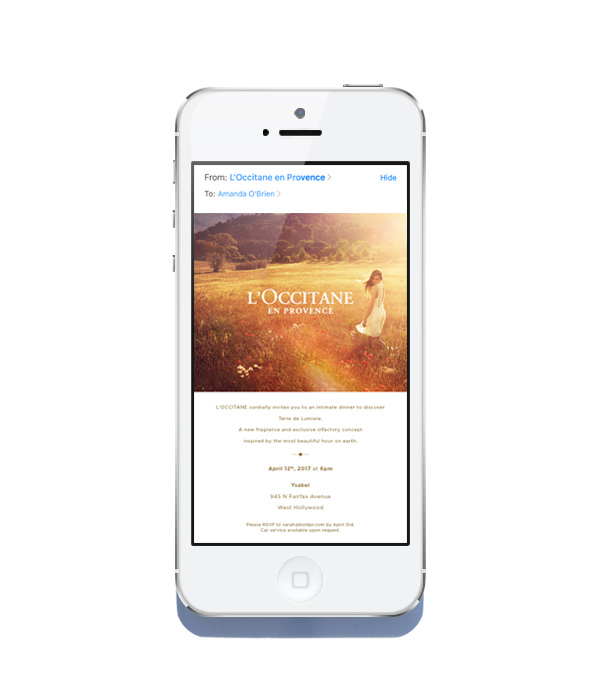 From: L'Occitane en Provence
Hide
To: Amanda O'Brien
L'OCCITANE
EN PROVENCE
L'OCCITANE cordially invites you to an intimate dinner to discover
Terre de Lumiere.
A new fragrance and exclusive olfactory concept
inspired by the most beautiful hour on earth.
April 12th, 2017 at 6pm
Ysabel
945 N Fairfax Avenue
West Hollywood
Please RSVP to sarah@bondpr.com by April 3rd.
Car service available upon request.